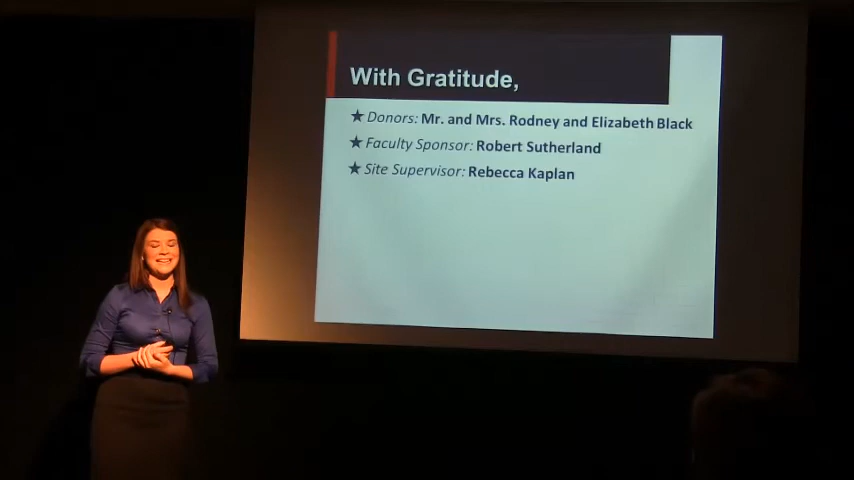 With Gratitude,
★ Donors: Mr. and Mrs. Rodney and Elizabeth Black
★ Faculty Sponsor: Robert Sutherland
★ Site Supervisor: Rebecca Kaplan